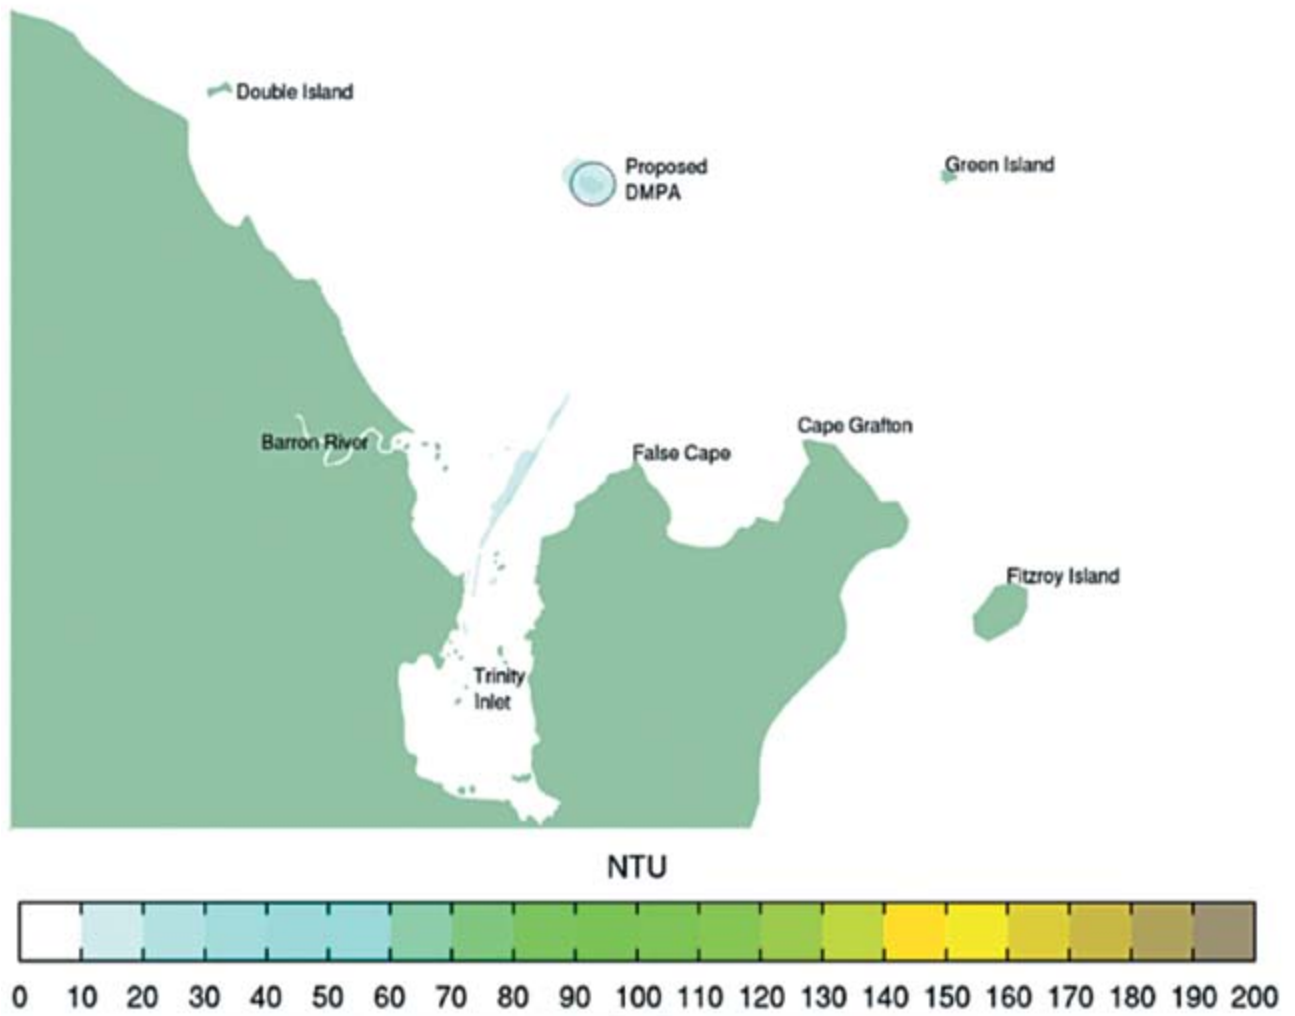 Double Island
Proposed
DMPA
Green Island
Barron River
False Cape
Cape Grafton
Fitzroy Island
Trinity
Inlet
NTU
0 10 20 30 40 50 60 70 80 90 100 110 120 130 140 150 160 170 180 190 200